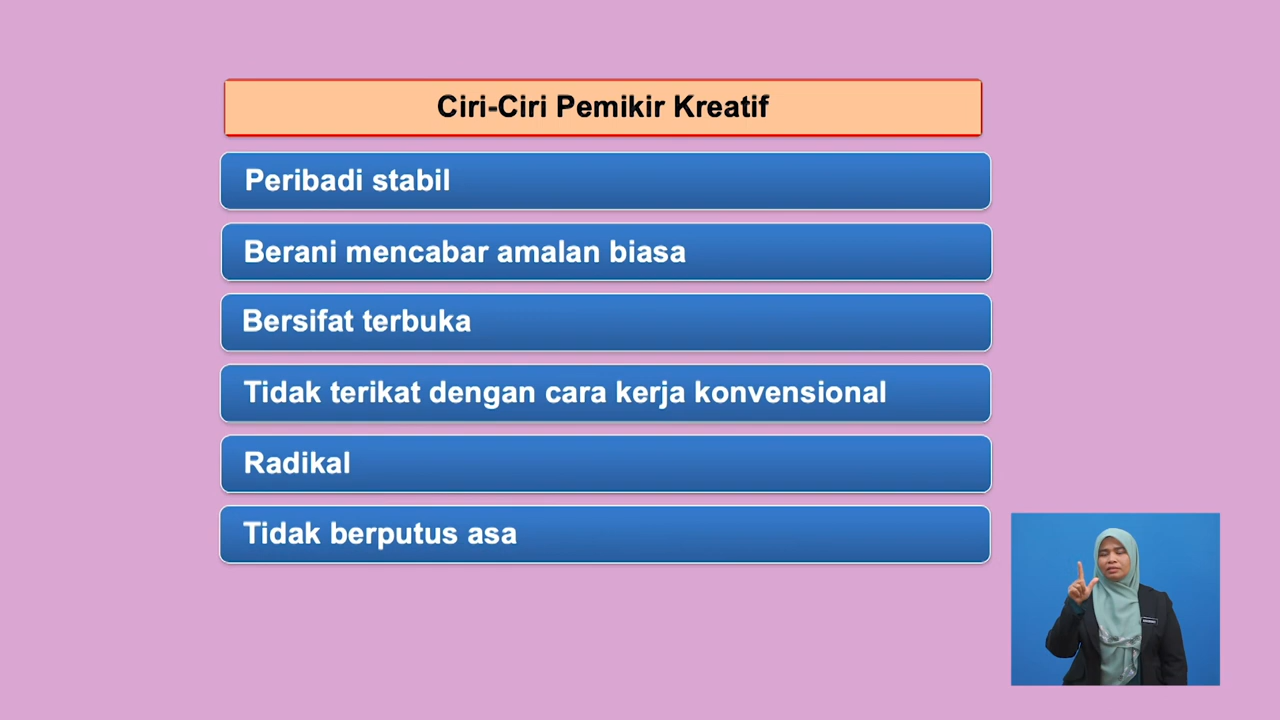 Ciri-Ciri Pemikir Kreatif
Peribadi stabil
Berani mencabar amalan biasa
Bersifat terbuka
Tidak terikat dengan cara kerja konvensional
Radikal
Tidak berputus asa